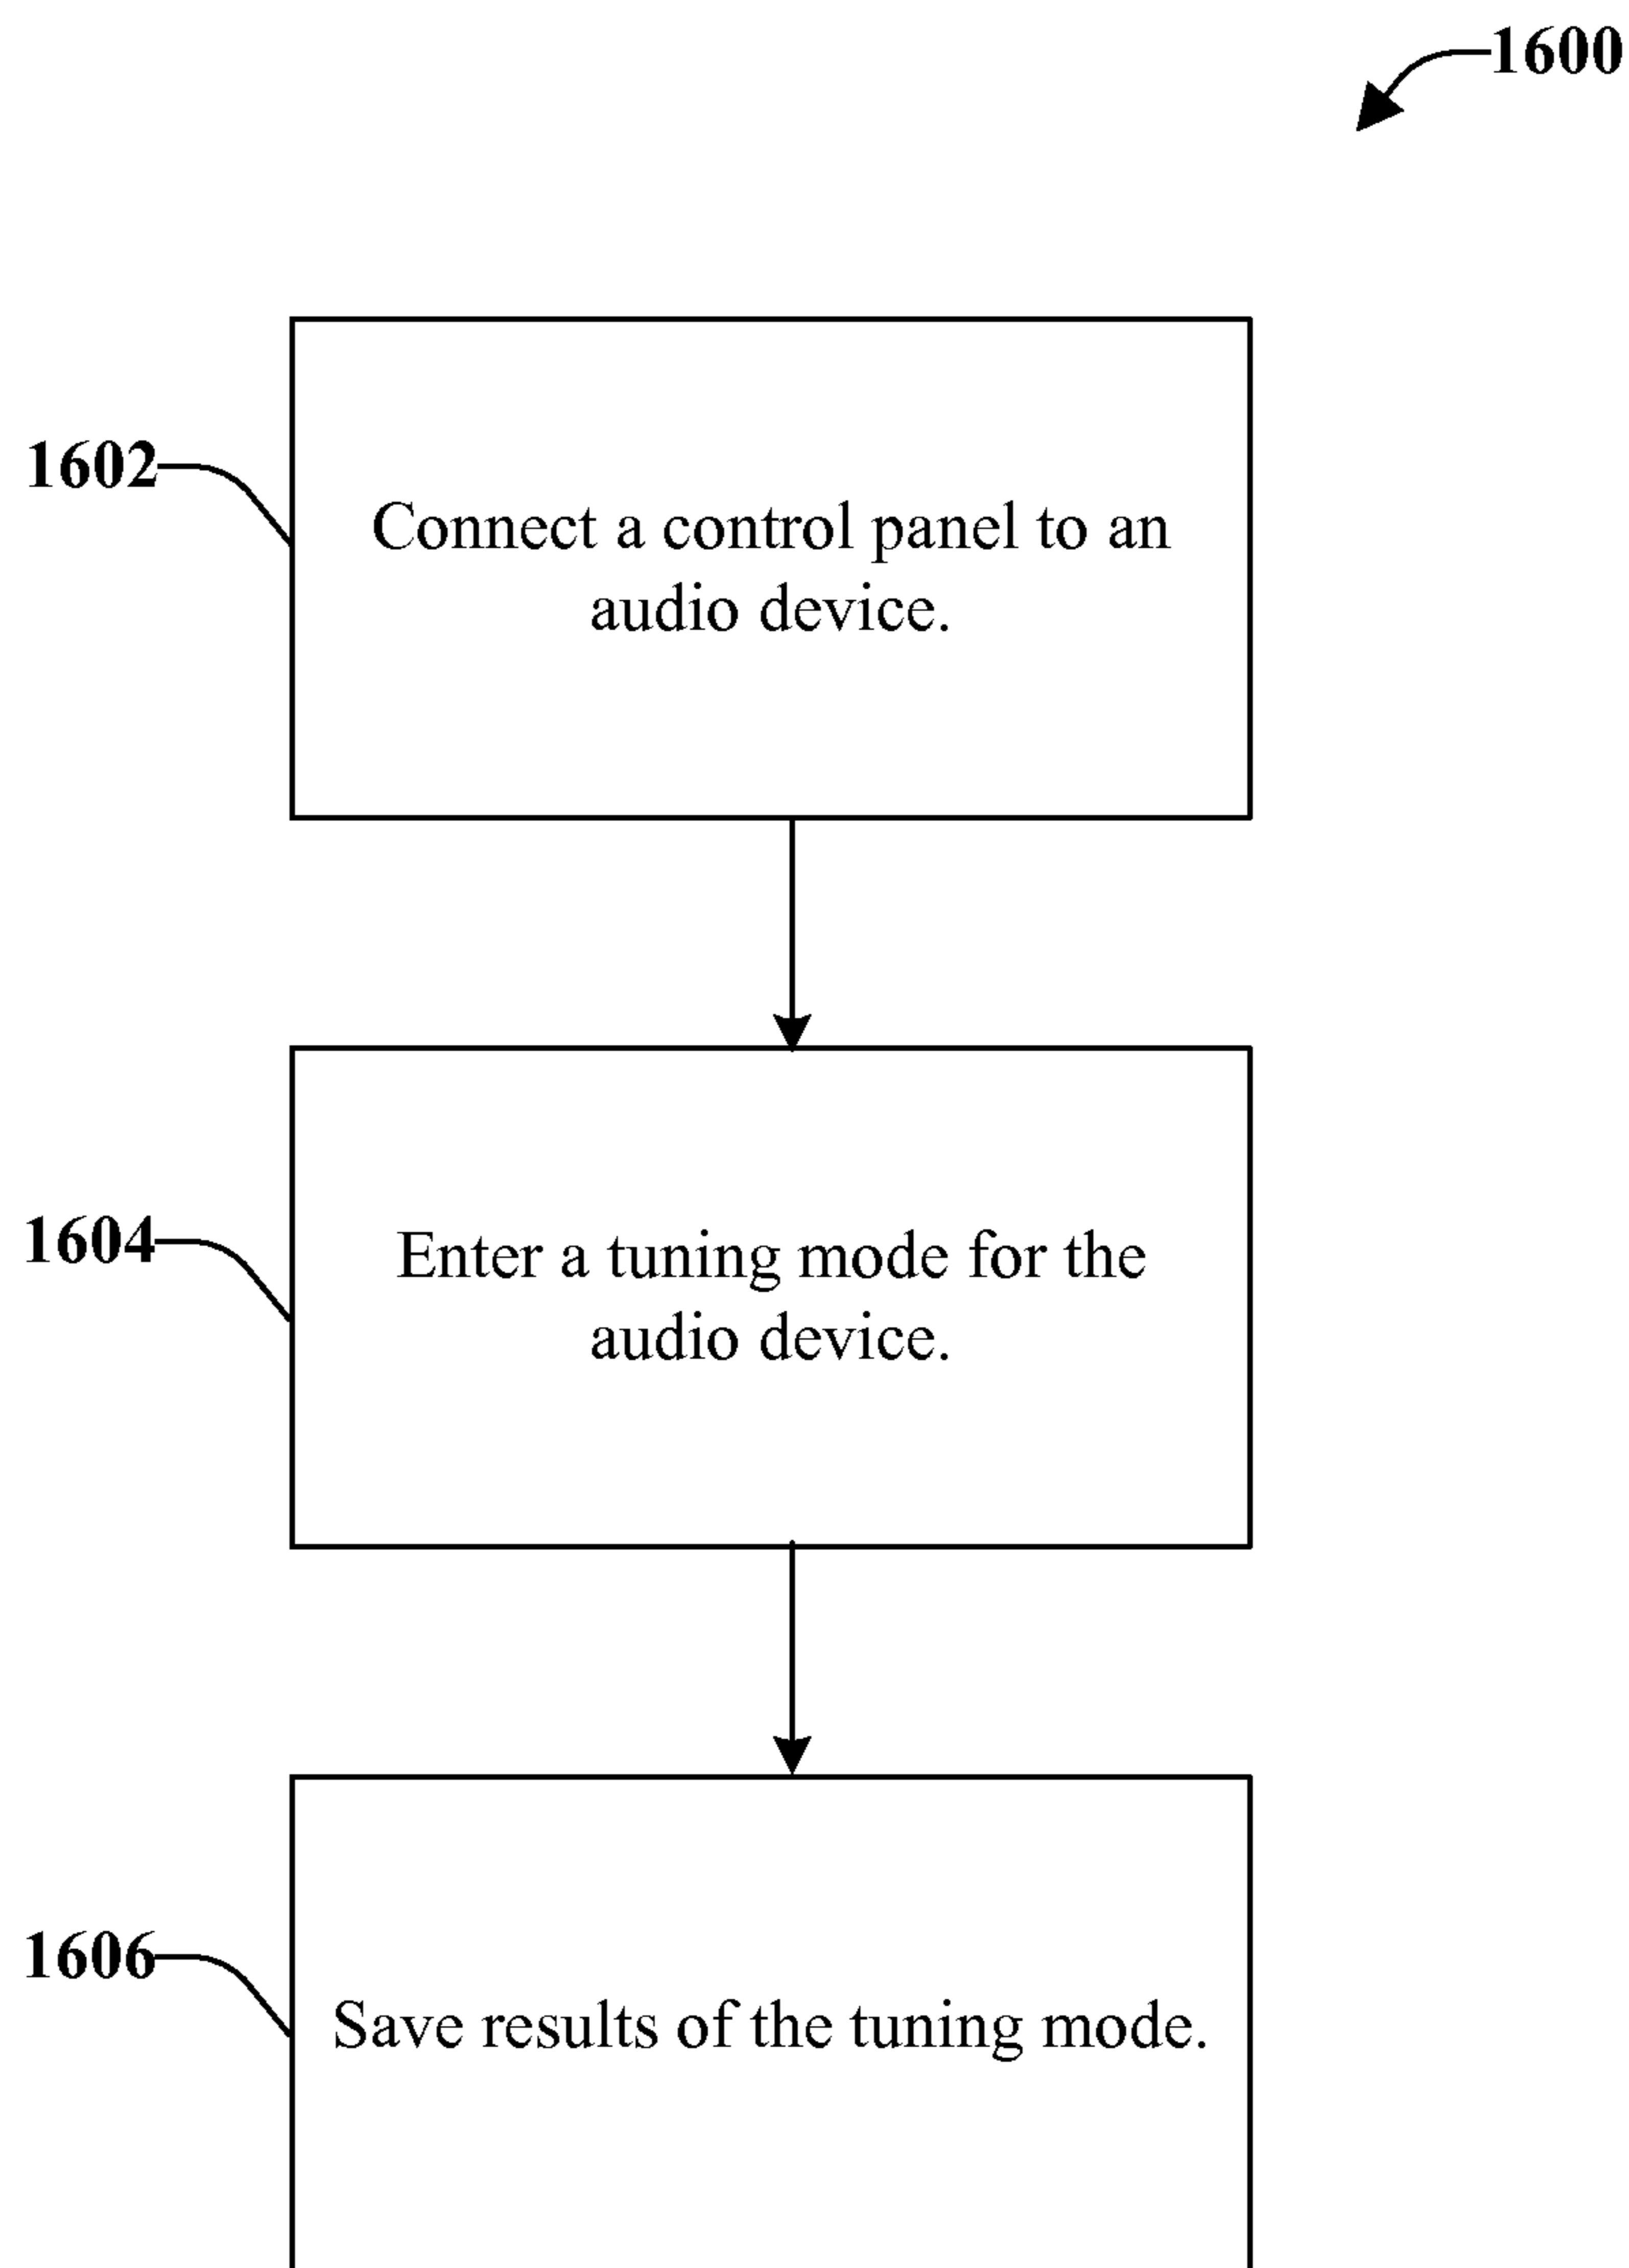 1600
1602
Connect a control panel to an
audio device.
1604
Enter a tuning mode for the
audio device.
1606
Save results of the tuning mode.